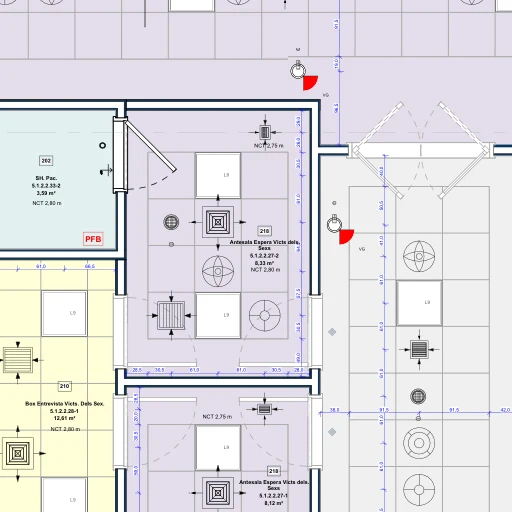 VG
NCT 2,75 m
202
SH. Pac.
5.1.2.2.33-2
3,59 m²
NCT 2,80 m
L9
PFB
218
Antesala Espera Victs dels.
Sexs
5.1.2.2.27-2
8,33 m²
NCT 2,80 m
VG
61,0
66,5
L9
L9
L9
210
Box Entrevista Victs. Dels Sex.
5.1.2.2.28-1
12,61 m²
NCT 2,80 m
28,5
30,5
61,0
61,0
30,5
28,0
NCT 2,75 m
38,5
91,5
91,5
42,0
L9
218
Antesala Espera Victs dels.
Sexs
5.1.2.2.27-1
8,12 m²
L9